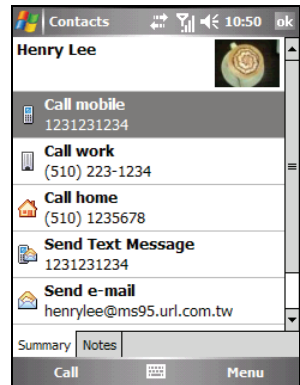 Contacts 10:50 ok
Henry Lee
Call mobile
1231231234
Call work
(510) 223-1234
Call home
(510) 1235678
Send Text Message
1231231234
Send e-mail
henrylee@ms95.url.com.tw
Summary Notes
Call Menu